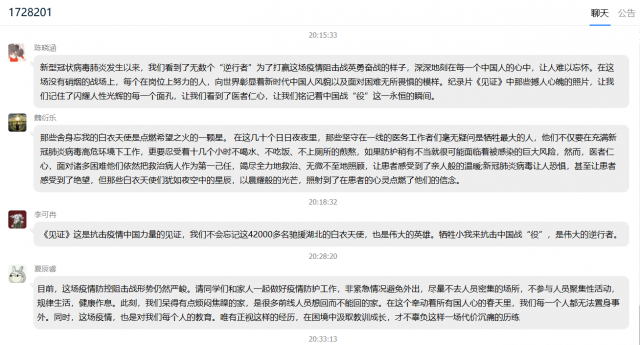 1728201
聊天 公告
20:15:33
陈晓涵
新型冠状病毒肺炎发生以来，我们看到了无数个“逆行者”为了打赢这场疫情阻击战英勇奋战的样子，深深地刻在每一个中国人的心中，让人难以忘怀。在这
场没有硝烟的战场上，每个在岗位上努力的人，向世界彰显着新时代中国人风貌以及面对困难无所畏惧的模样。纪录片《见证》中那些撼人心魄的照片，让
我们记住了闪耀人性光辉的每一个面孔，让我们看到了医者仁心，让我们铭记着中国战“役”这一永恒的瞬间。
魏衍乐
那些舍身忘我的白衣天使是点燃希望之火的一颗星。 在这几十个日日夜夜里，那些坚守在一线的医务工作者们毫无疑问是牺牲最大的人，他们不仅要在充满新
冠肺炎病毒高危环境下工作，更要忍受着十几个小时不喝水、不吃饭、不上厕所的煎熬，如果防护稍有不当就很可能面临着被感染的巨大风险，然而，医者仁
心，面对诸多困难他们依然把救治病人作为第一己任，竭尽全力地救治、无微不至地照顾，让患者感受到了亲人般的温暖;新冠肺炎病毒让人恐惧，甚至让患者
感受到了绝望，但那些白衣天使们犹如夜空中的星辰，以晨耀般的光芒，照射到了在患者的心灵点燃了他们的信念。
20:18:32
李可冉
《见证》这是抗击疫情中国力量的见证，我们不会忘记这42000多名驰援湖北的白衣天使，也是伟大的英雄。牺牲小我来抗击中国战“役”，是伟大的逆行者。
20:28:20
夏辰睿
目前，这场疫情防控阻击战形势仍然严峻。请同学们和家人一起做好疫情防护工作，非紧急情况避免外出，尽量不去人员密集的场所，不参与人员聚集性活动，
规律生活，健康作息。此刻，我们呆得有点烦闷焦躁的家，是很多前线人员想回而不能回的家。在这个牵动着所有国人心的春天里，我们每一个人都无法置身事
外。同时，这场疫情，也是对我们每个人的教育。唯有正视这样的经历，在困境中汲取教训成长，才不辜负这样一场代价沉痛的历练
20:33:13